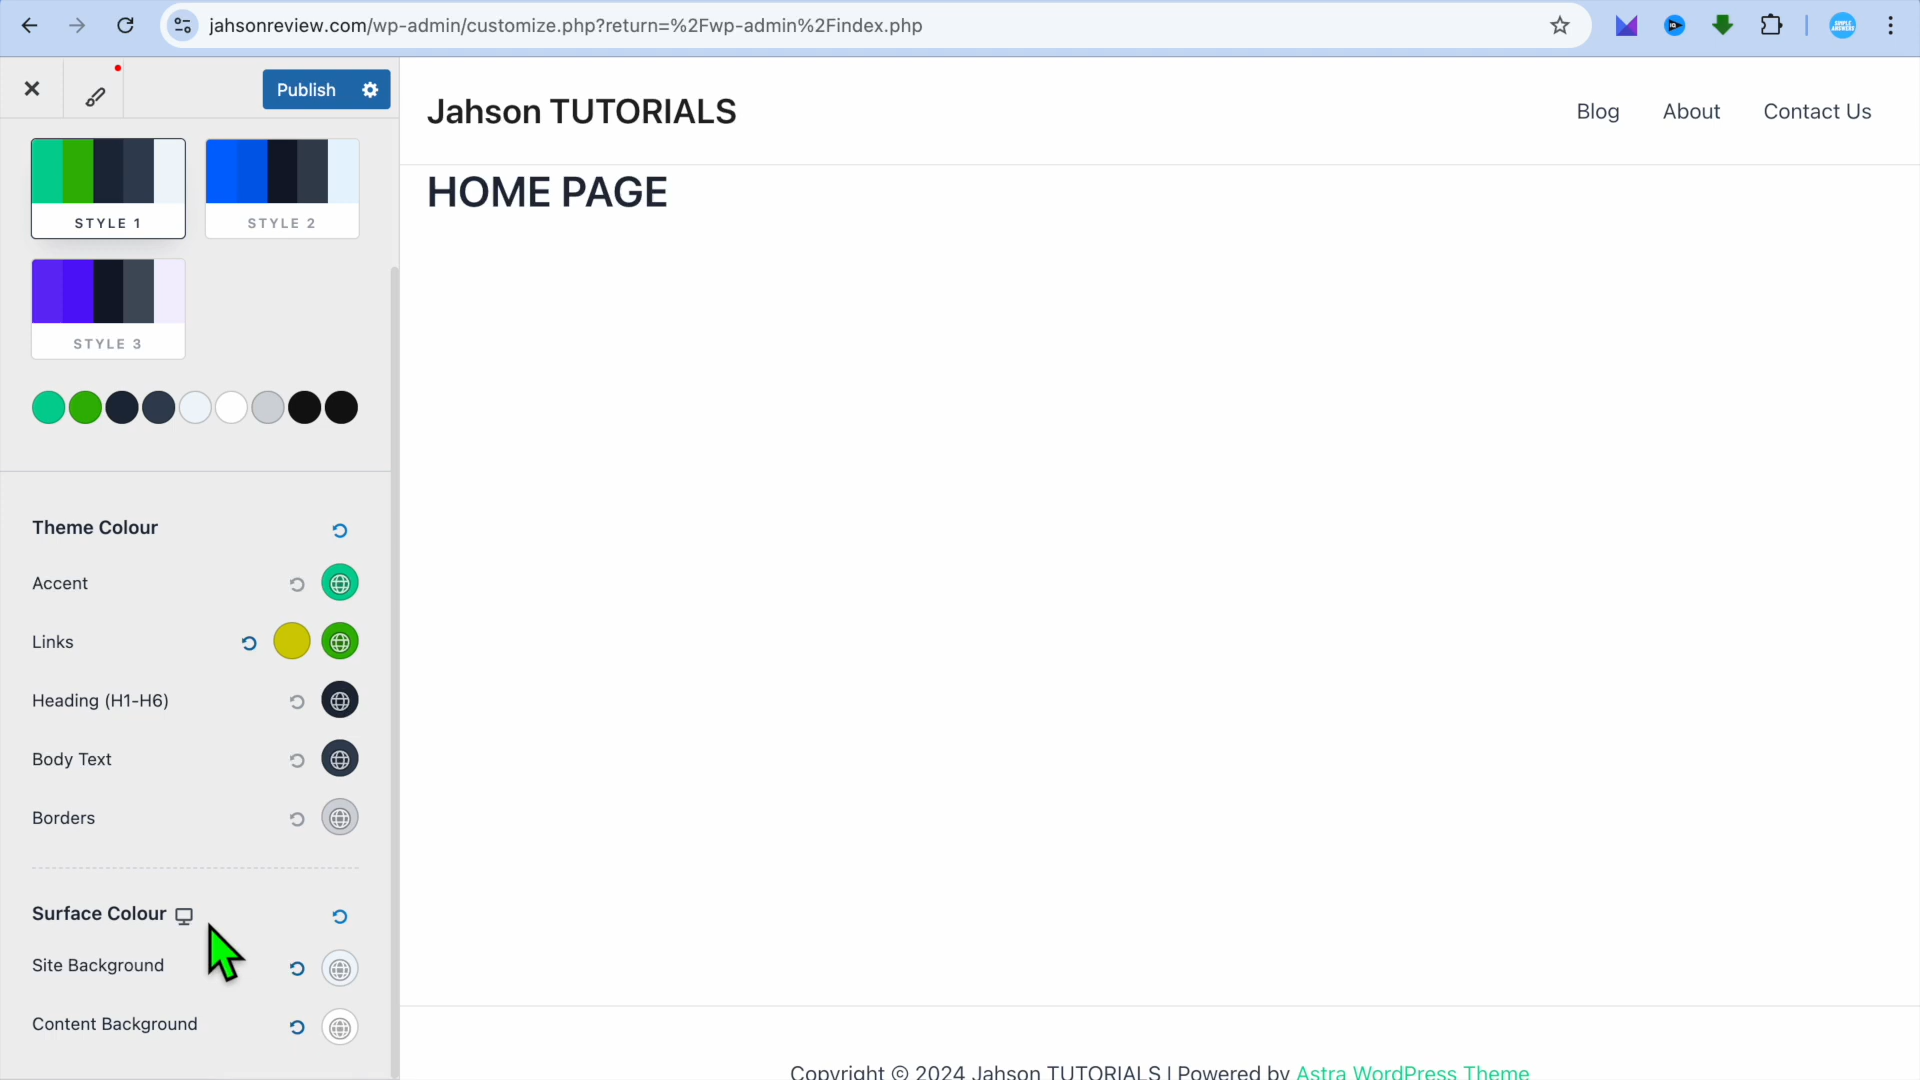 jahsonreview.com/wp-admin/customize.php?return=%2Fwp-admin%2Findex.php
SIMPLE
ANSWERS
Publish
Jahson TUTORIALS
Blog
About
Contact Us
HOME PAGE
STYLE 1
STYLE 2
STYLE 3
Theme Colour
Accent
Links
Heading (H1-H6)
Body Text
Borders
Surface Colour
Site Background
Content Background
Copyright © 2024 Jahson TUTORIALS | Powered by Astra WordPress Theme